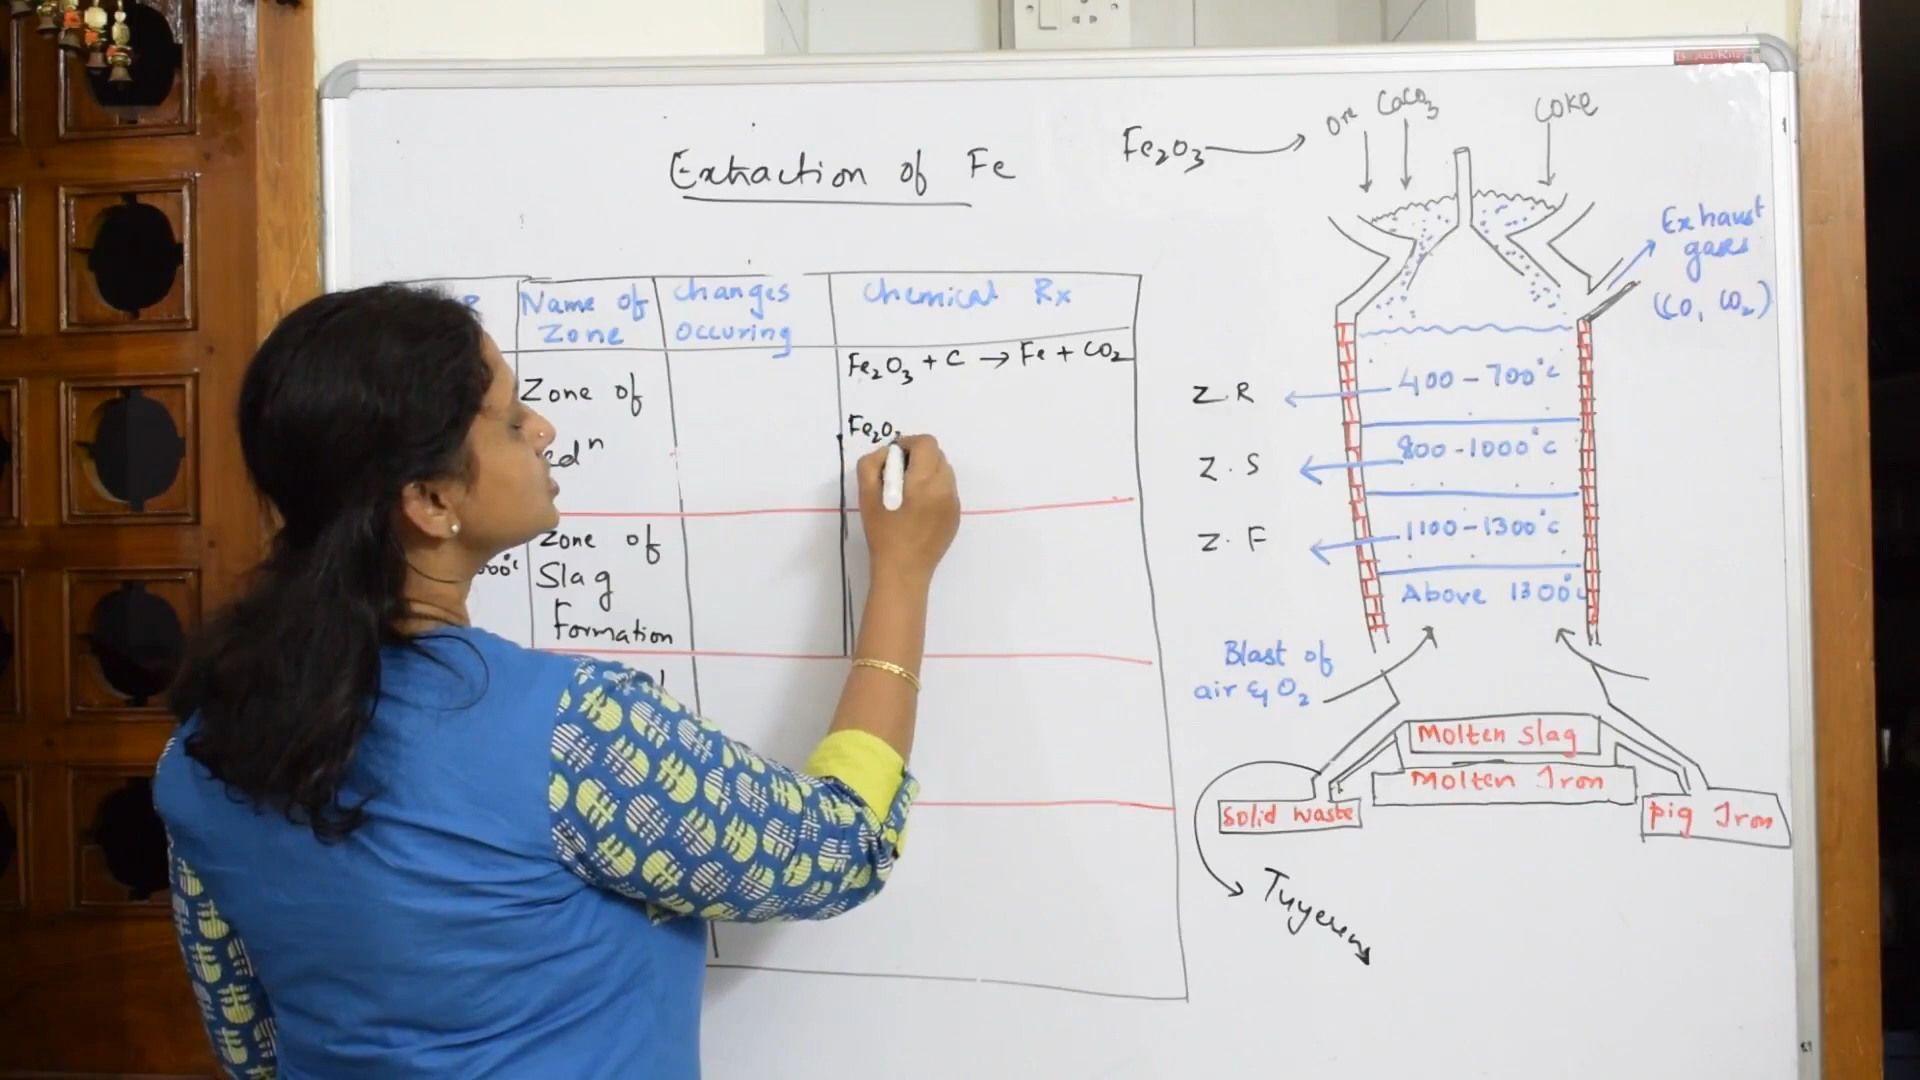 Extraction of Fe
Name of Zone
Changes occuring
Chemical Rx
Zone of
Fe₂O₃ + C → Fe + CO₂
Fe₂O
Zone of
Slag
Formation
Fe₂O₃
Ore
CaCO₃
COKe
Exhaust
gases
(CO, CO₂)
Z.R
400-700°c
Z.S
800-1000°c
Z.F
1100-1300°c
Above 1300°c
Blast of
air & O₂
Molten Slag
Molten Iron
Solid waste
pig Iron